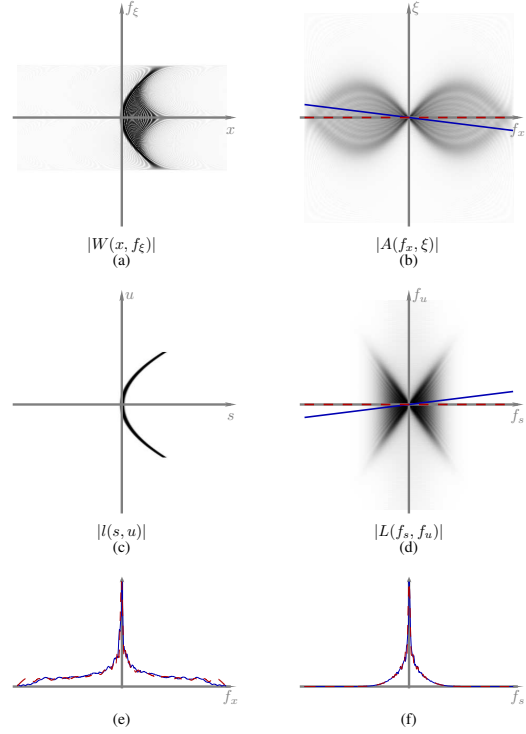 f_ξ
ξ
x
f_x
|W(x, f_ξ)|
|A(f_x, ξ)|
(a)
(b)
u
f_u
s
f_s
|l(s, u)|
|L(f_s, f_u)|
(c)
(d)
f_x
f_s
(e)
(f)